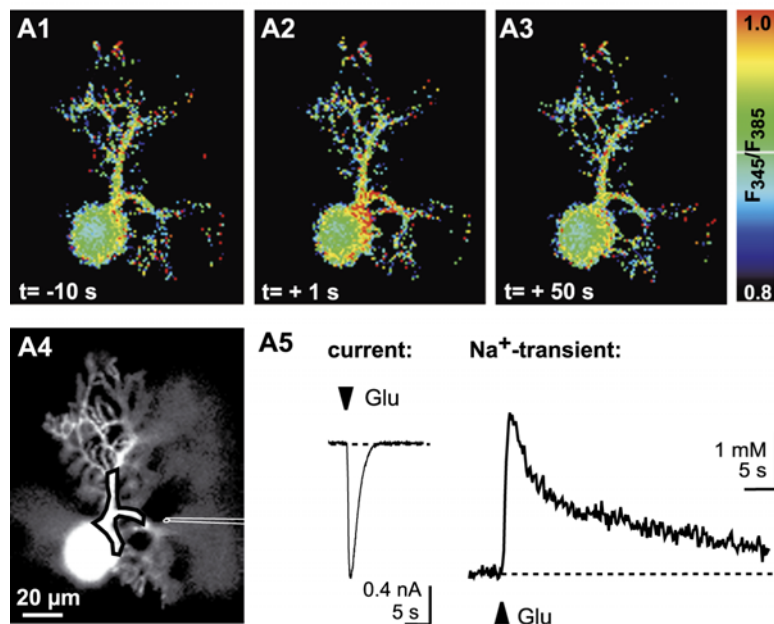 A1
t= -10 s
A2
t= + 1 s
A3
t= + 50 s
1.0
F345/F385
0.8
A4
20 µm
A5
current:
Glu
0.4 nA
5 s
Na⁺-transient:
1 mM
5 s
Glu